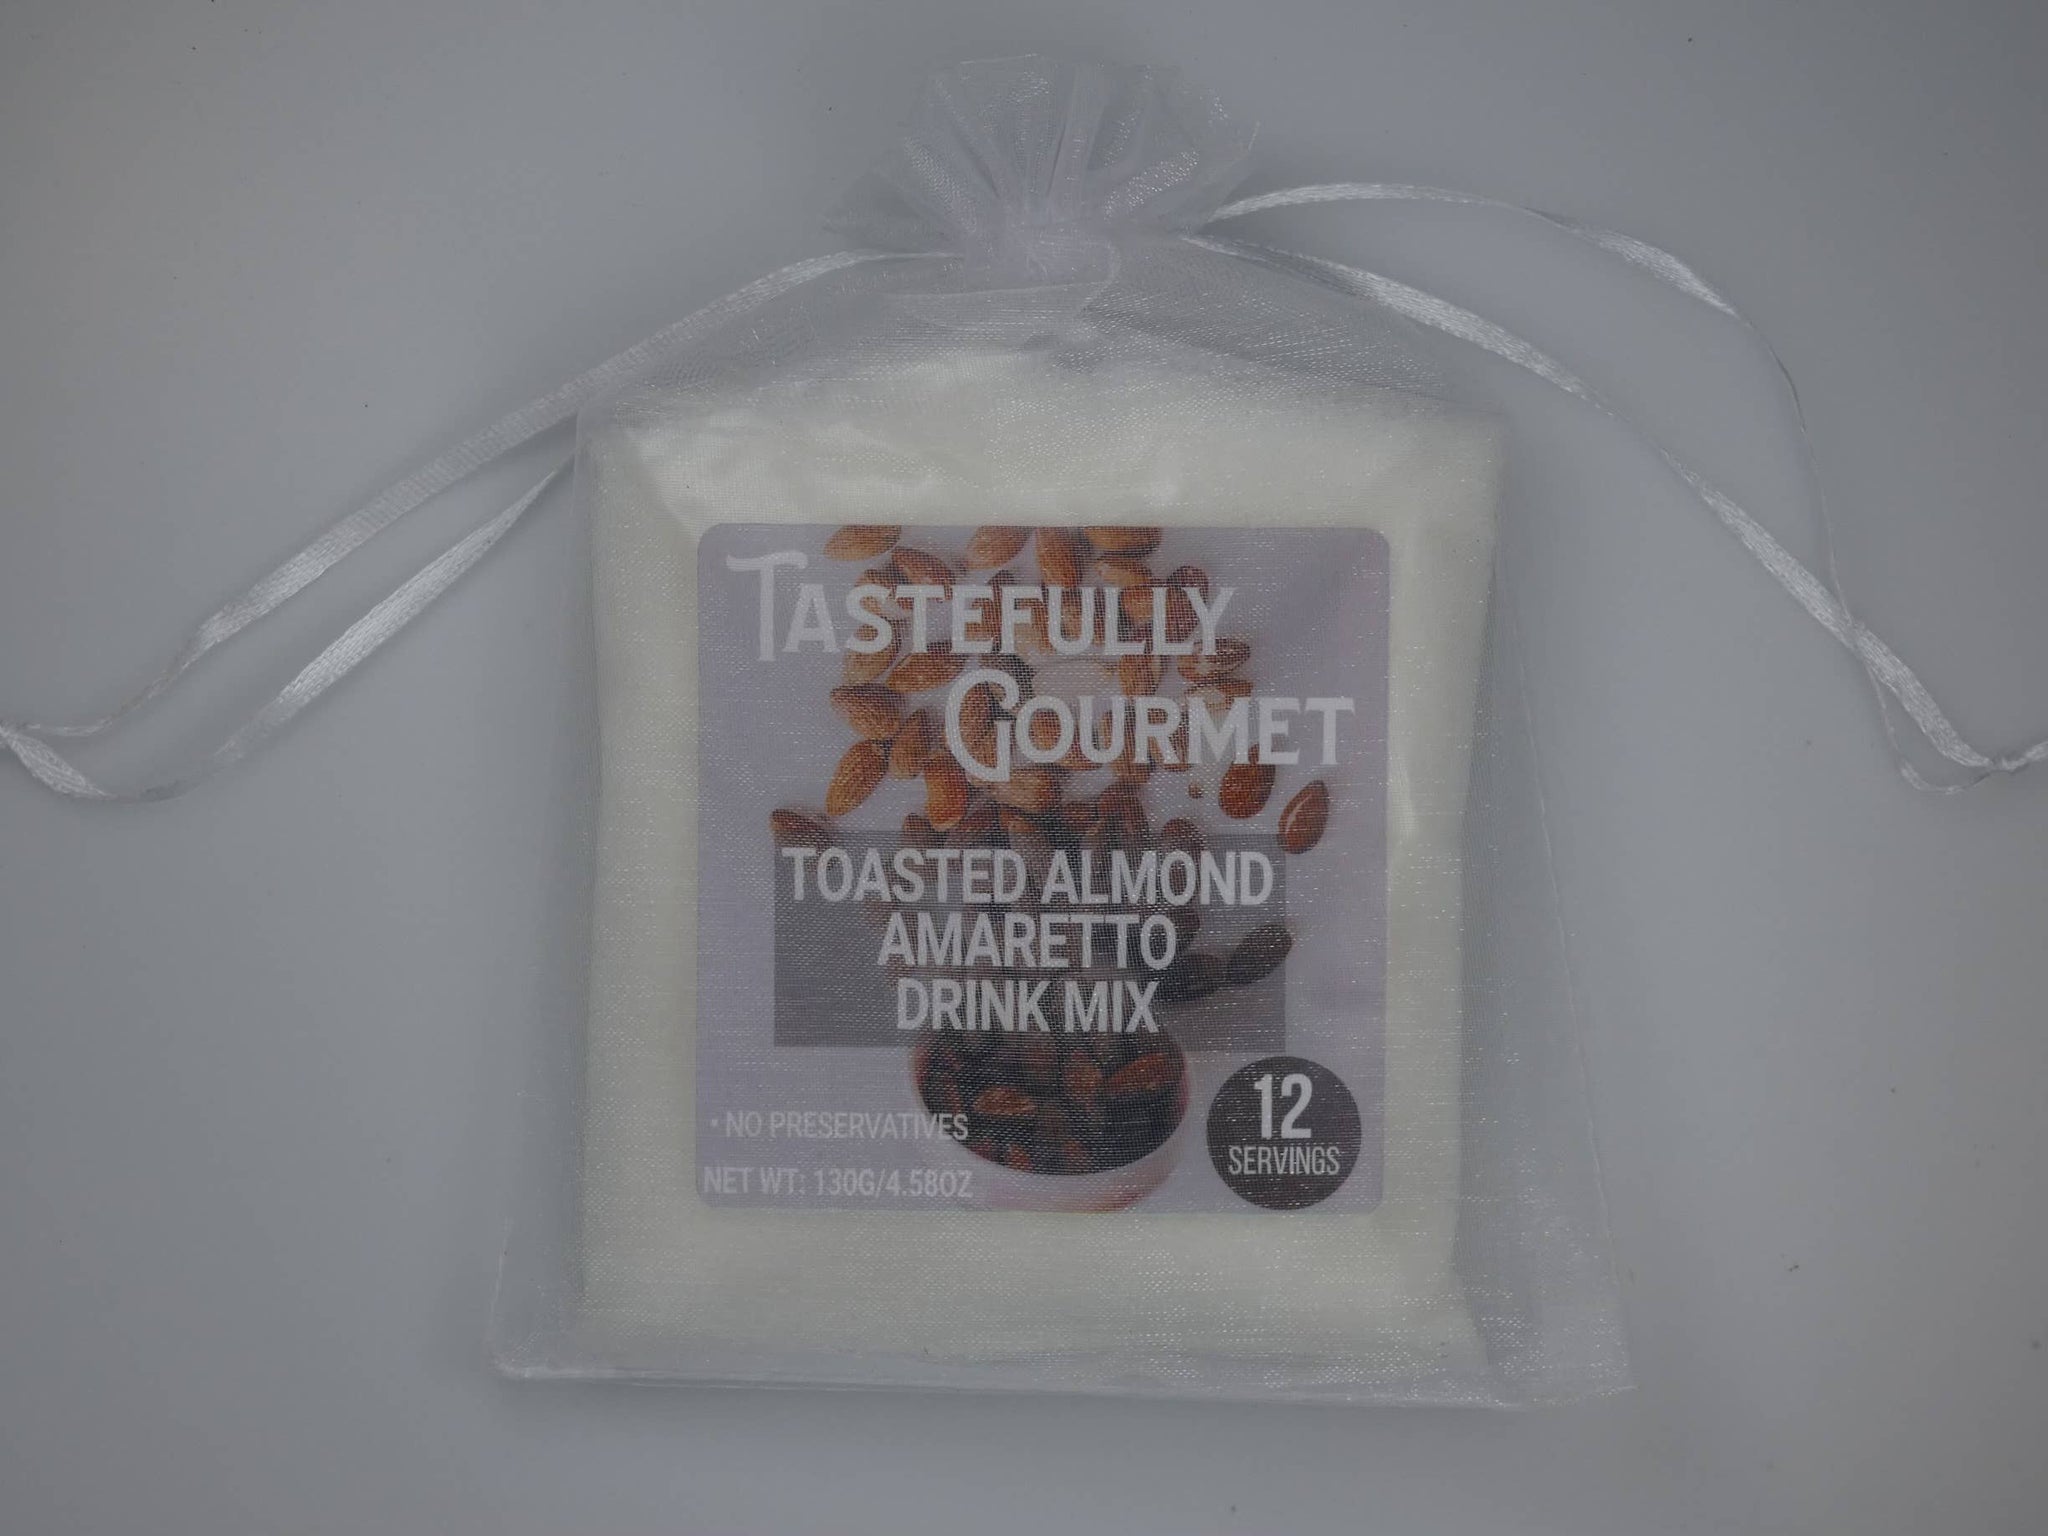 TASTEFULLY
GOURMET
TOASTED ALMOND
AMARETTO
DRINK MIX
• NO PRESERVATIVES
NET WT: 130G/4.58OZ
12
SERVINGS